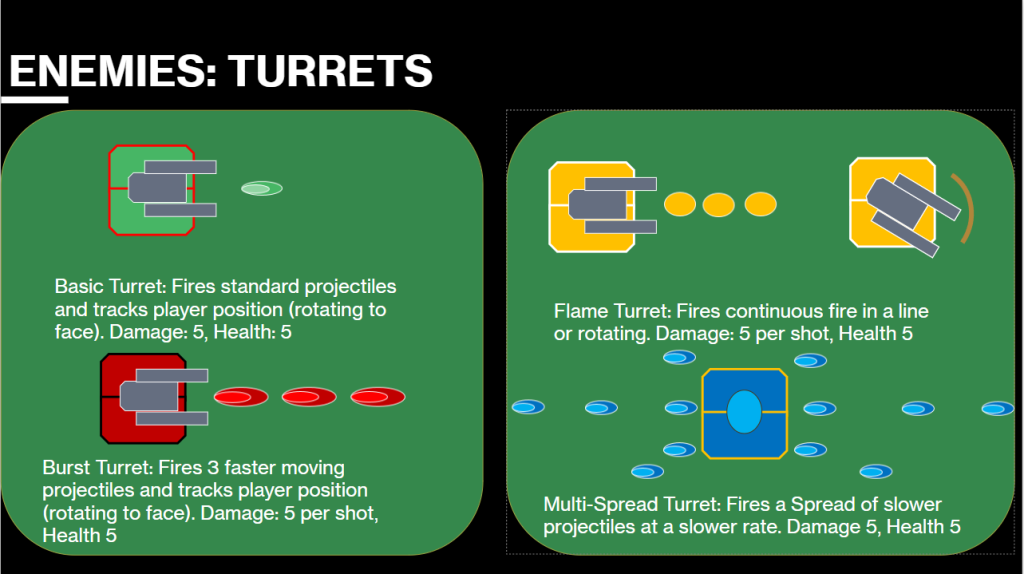 ENEMIES: TURRETS
Basic Turret: Fires standard projectiles
and tracks player position (rotating to
face). Damage: 5, Health: 5
Burst Turret: Fires 3 faster moving
projectiles and tracks player position
(rotating to face). Damage: 5 per shot,
Health 5
Flame Turret: Fires continuous fire in a line
or rotating. Damage: 5 per shot, Health 5
Multi-Spread Turret: Fires a Spread of slower
projectiles at a slower rate. Damage 5, Health 5